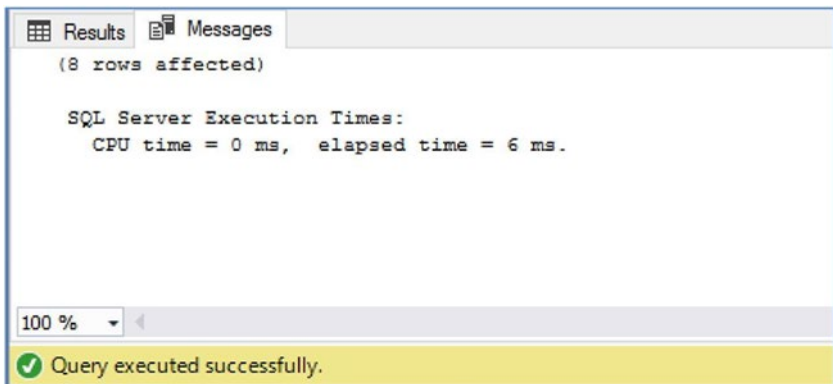 Results Messages
(8 rows affected)
SQL Server Execution Times:
CPU time = 0 ms, elapsed time = 6 ms.
100 %
Query executed successfully.